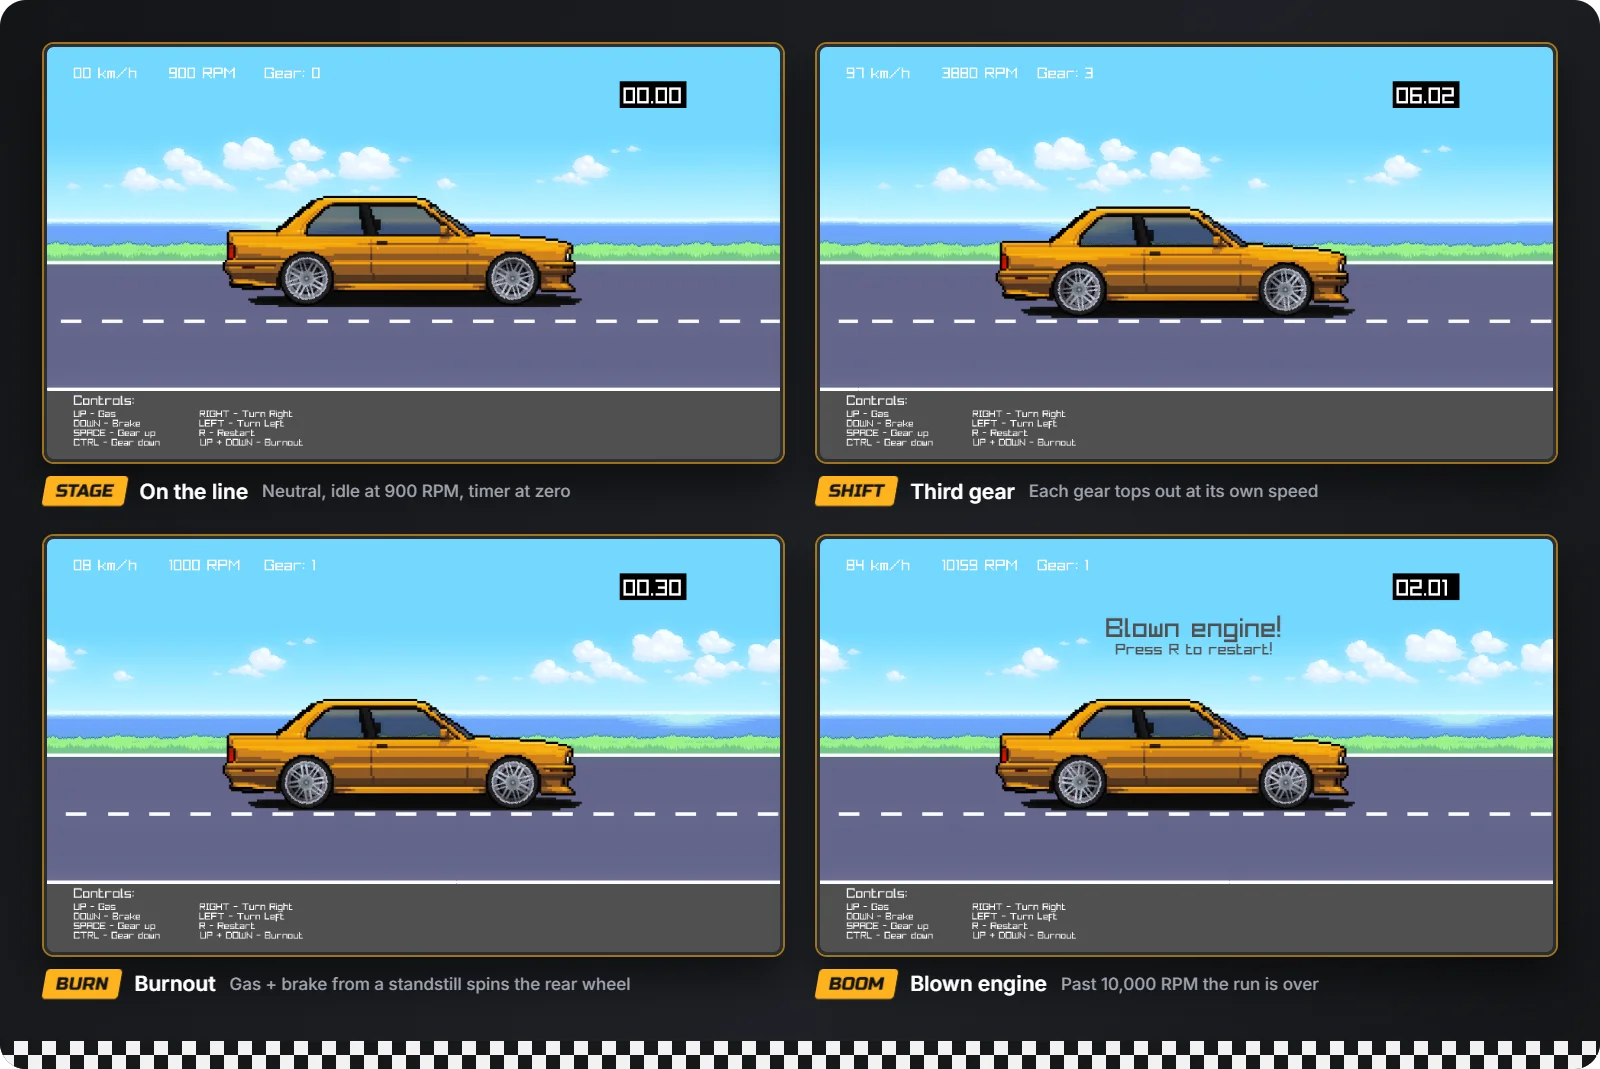 00 km/h 900 RPM Gear: 0
00.00
Controls:
UP - Gas RIGHT - Turn Right
DOWN - Brake LEFT - Turn Left
SPACE - Gear up R - Restart
CTRL - Gear down UP + DOWN - Burnout
STAGE On the line Neutral, idle at 900 RPM, timer at zero
97 km/h 3880 RPM Gear: 3
06.02
Controls:
UP - Gas RIGHT - Turn Right
DOWN - Brake LEFT - Turn Left
SPACE - Gear up R - Restart
CTRL - Gear down UP + DOWN - Burnout
SHIFT Third gear Each gear tops out at its own speed
08 km/h 1000 RPM Gear: 1
00.30
Controls:
UP - Gas RIGHT - Turn Right
DOWN - Brake LEFT - Turn Left
SPACE - Gear up R - Restart
CTRL - Gear down UP + DOWN - Burnout
BURN Burnout Gas + brake from a standstill spins the rear wheel
84 km/h 10159 RPM Gear: 1
02.01
Blown engine!
Press R to restart!
Controls:
UP - Gas RIGHT - Turn Right
DOWN - Brake LEFT - Turn Left
SPACE - Gear up R - Restart
CTRL - Gear down UP + DOWN - Burnout
BOOM Blown engine Past 10,000 RPM the run is over